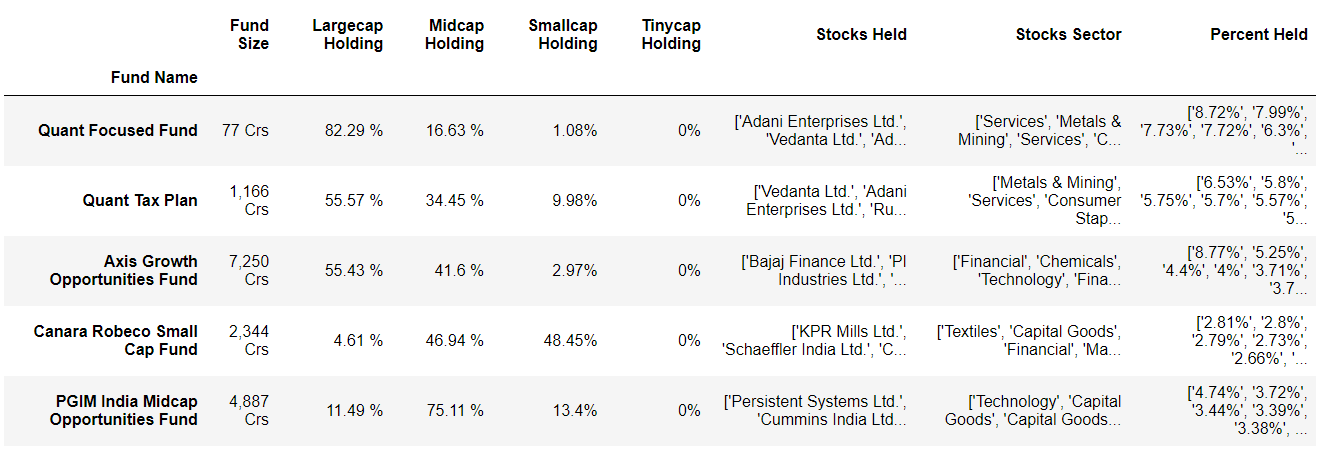 Fund Size Largecap Holding Midcap Holding Smallcap Holding Tinycap Holding Stocks Held Stocks Sector Percent Held
Fund Name
Quant Focused Fund 77 Crs 82.29 % 16.63 % 1.08% 0% ['Adani Enterprises Ltd.', 'Vedanta Ltd.', 'Ad... ['Services', 'Metals & Mining', 'Services', 'C... ['8.72%', '7.99%', '7.73%', '7.72%', '6.3%', '...
Quant Tax Plan 1,166 Crs 55.57 % 34.45 % 9.98% 0% ['Vedanta Ltd.', 'Adani Enterprises Ltd.', 'Ru... ['Metals & Mining', 'Services', 'Consumer Stap... ['6.53%', '5.8%', '5.75%', '5.7%', '5.57%', '5...
Axis Growth Opportunities Fund 7,250 Crs 55.43 % 41.6 % 2.97% 0% ['Bajaj Finance Ltd.', 'PI Industries Ltd.', '... ['Financial', 'Chemicals', 'Technology', 'Fina... ['8.77%', '5.25%', '4.4%', '4%', '3.71%', '3.7...
Canara Robeco Small Cap Fund 2,344 Crs 4.61 % 46.94 % 48.45% 0% ['KPR Mills Ltd.', 'Schaeffler India Ltd.', 'C... ['Textiles', 'Capital Goods', 'Financial', 'Ma... ['2.81%', '2.8%', '2.79%', '2.73%', '2.66%', '...
PGIM India Midcap Opportunities Fund 4,887 Crs 11.49 % 75.11 % 13.4% 0% ['Persistent Systems Ltd.', 'Cummins India Ltd... ['Technology', 'Capital Goods', 'Capital Goods... ['4.74%', '3.72%', '3.44%', '3.39%', '3.38%', ...